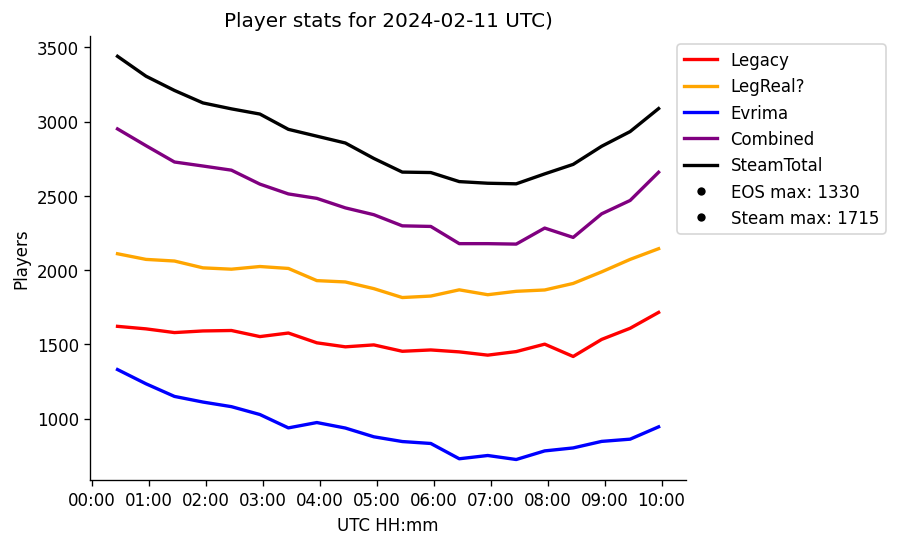 Player stats for 2024-02-11 UTC)
3500
3000
2500
2000
1500
1000
Players
00:00 01:00 02:00 03:00 04:00 05:00 06:00 07:00 08:00 09:00 10:00
UTC HH:mm
Legacy
LegReal?
Evrima
Combined
SteamTotal
EOS max: 1330
Steam max: 1715